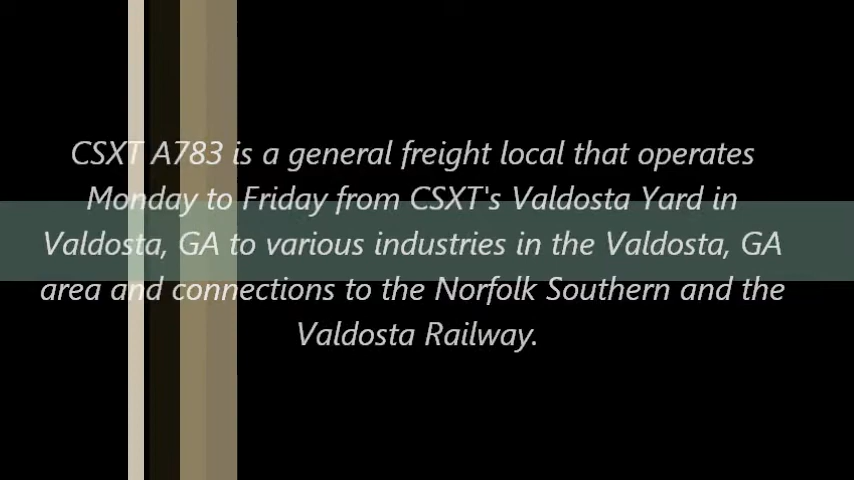 CSXT A783 is a general freight local that operates
Monday to Friday from CSXT's Valdosta Yard in
Valdosta, GA to various industries in the Valdosta, GA
area and connections to the Norfolk Southern and the
Valdosta Railway.